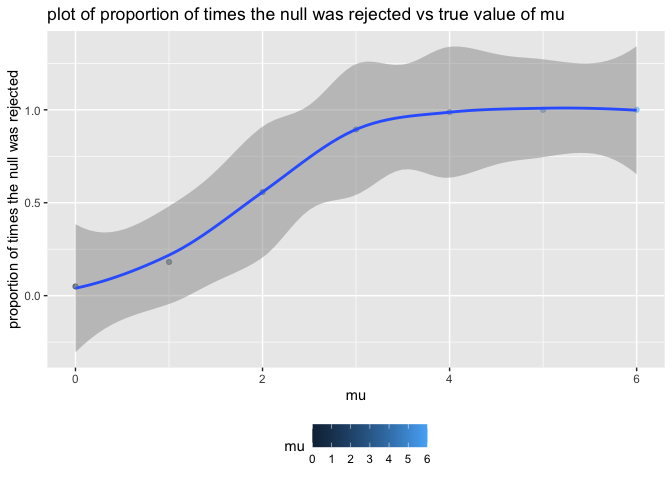 plot of proportion of times the null was rejected vs true value of mu
proportion of times the null was rejected
1.0
0.5
0.0
0 2 4 6
mu
mu
0 1 2 3 4 5 6